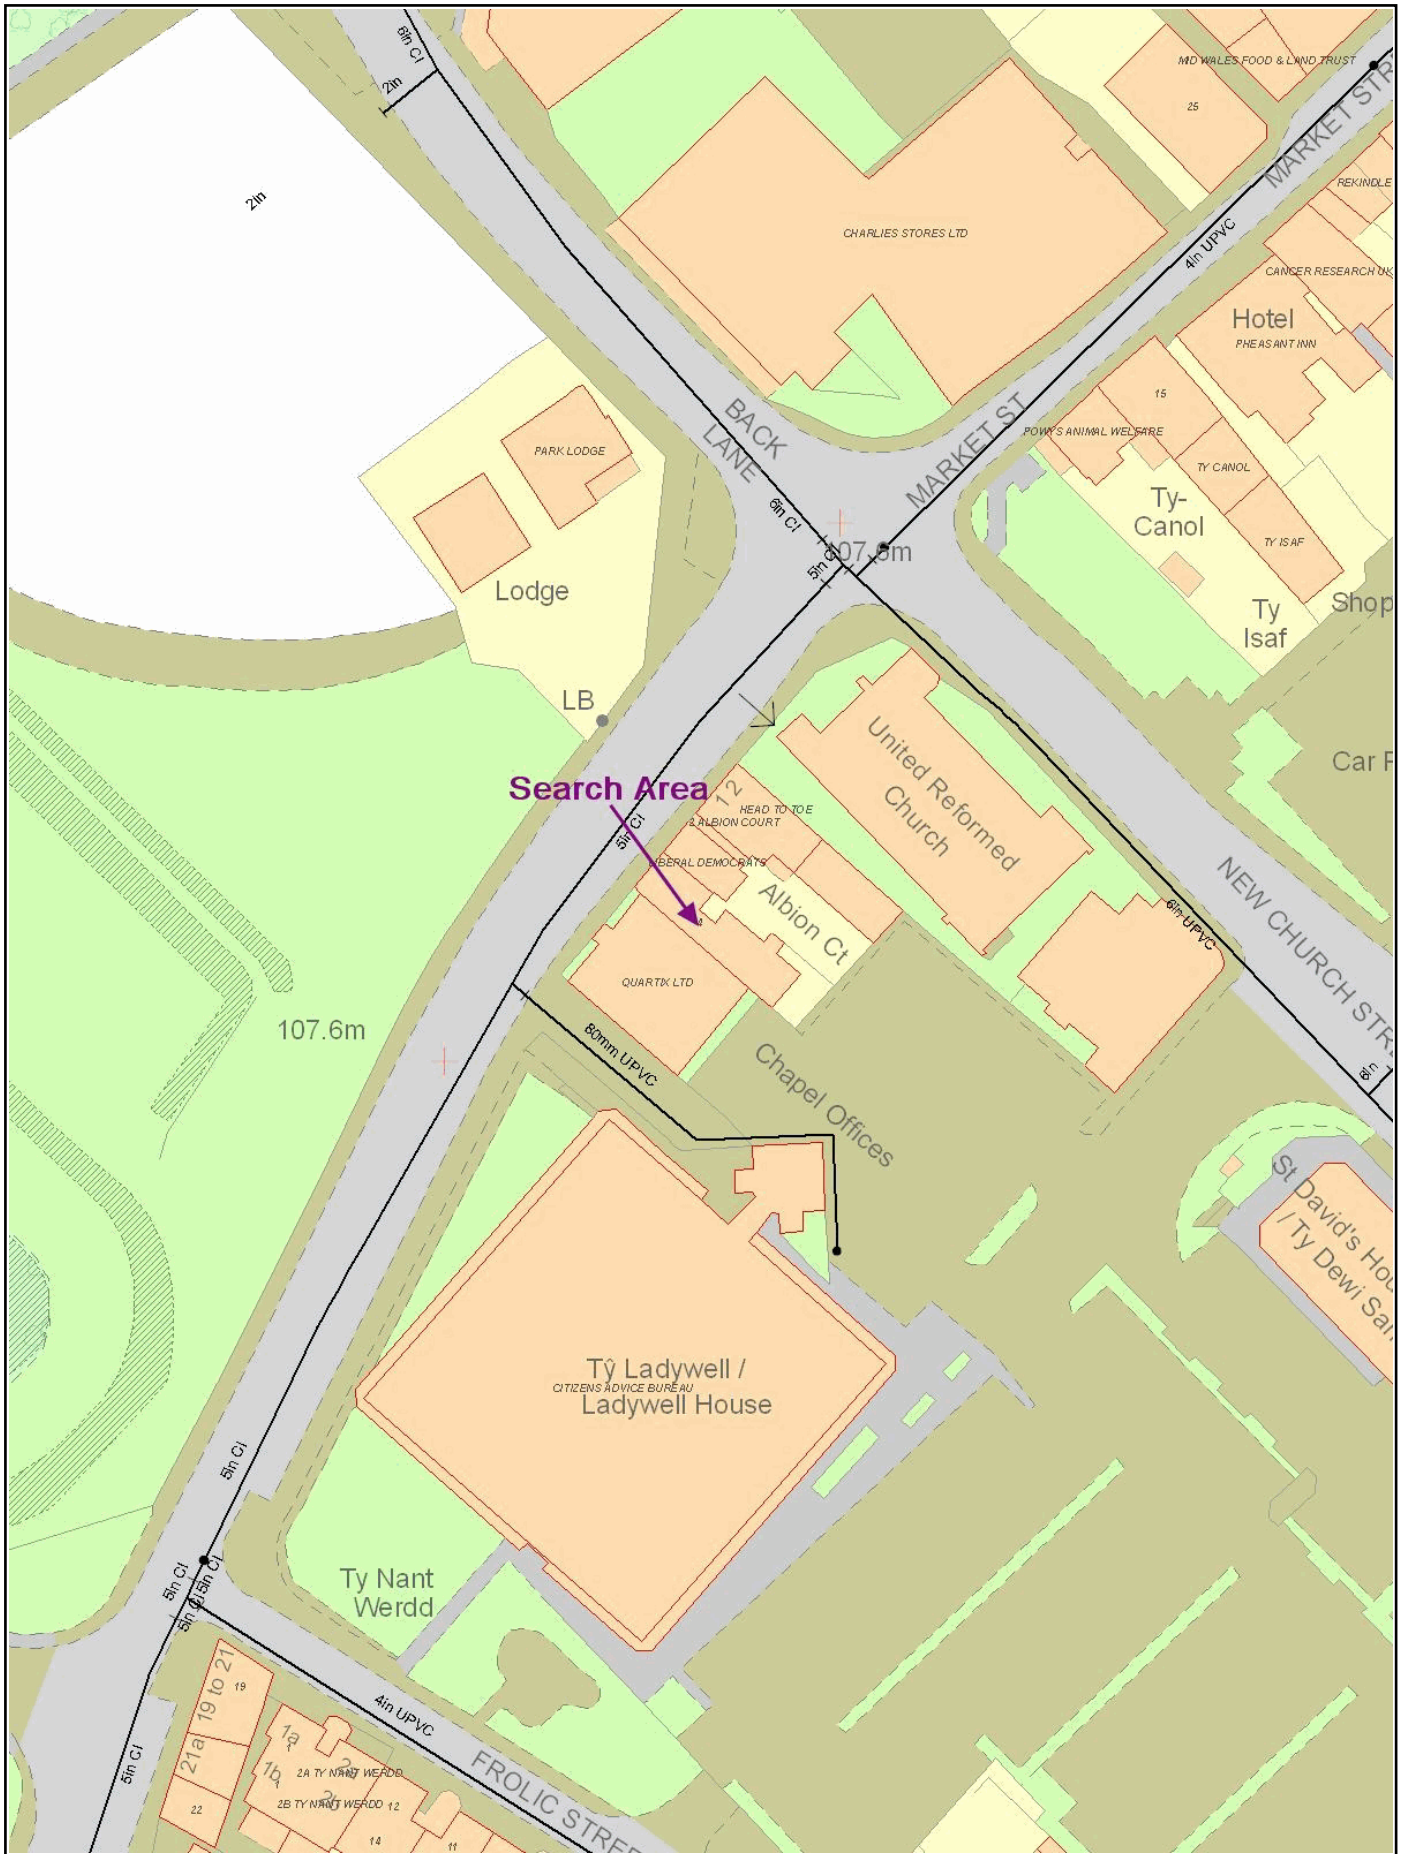 6in CI
2in
2in
MID WALES FOOD & LAND TRUST
25
MARKET STR
REKINDLE
CHARLIES STORES LTD
4in UPVC
CANCER RESEARCH UK
Hotel
PHEASANT INN
15
BACK
LANE
MARKET ST
POWYS ANIMAL WELFARE
PARK LODGE
TY CANOL
Ty-
Canol
TY ISAF
6in CI
107.6m
5in C
Lodge
Ty
Isaf
Shop
LB
United Reformed
Church
Car F
Search Area
1 2
HEAD TO TOE
2 ALBION COURT
5in CI
LIBERAL DEMOCRATS
Albion Ct
NEW CHURCH STRE
6in UPVC
QUARTIX LTD
107.6m
80mm UPVC
Chapel Offices
6in
St David's Hou
/ Ty Dewi San
Tŷ Ladywell /
CITIZENS ADVICE BUREAU
Ladywell House
5in CI
5in CI
5in CI
5in CI
Ty Nant
Werdd
19 to 21
19
4in UPVC
21a
1a
1b
2a
2A TY NANT WERDD
2b
2B TY NANT WERDD
12
5in CI
22
14
11
FROLIC STREE